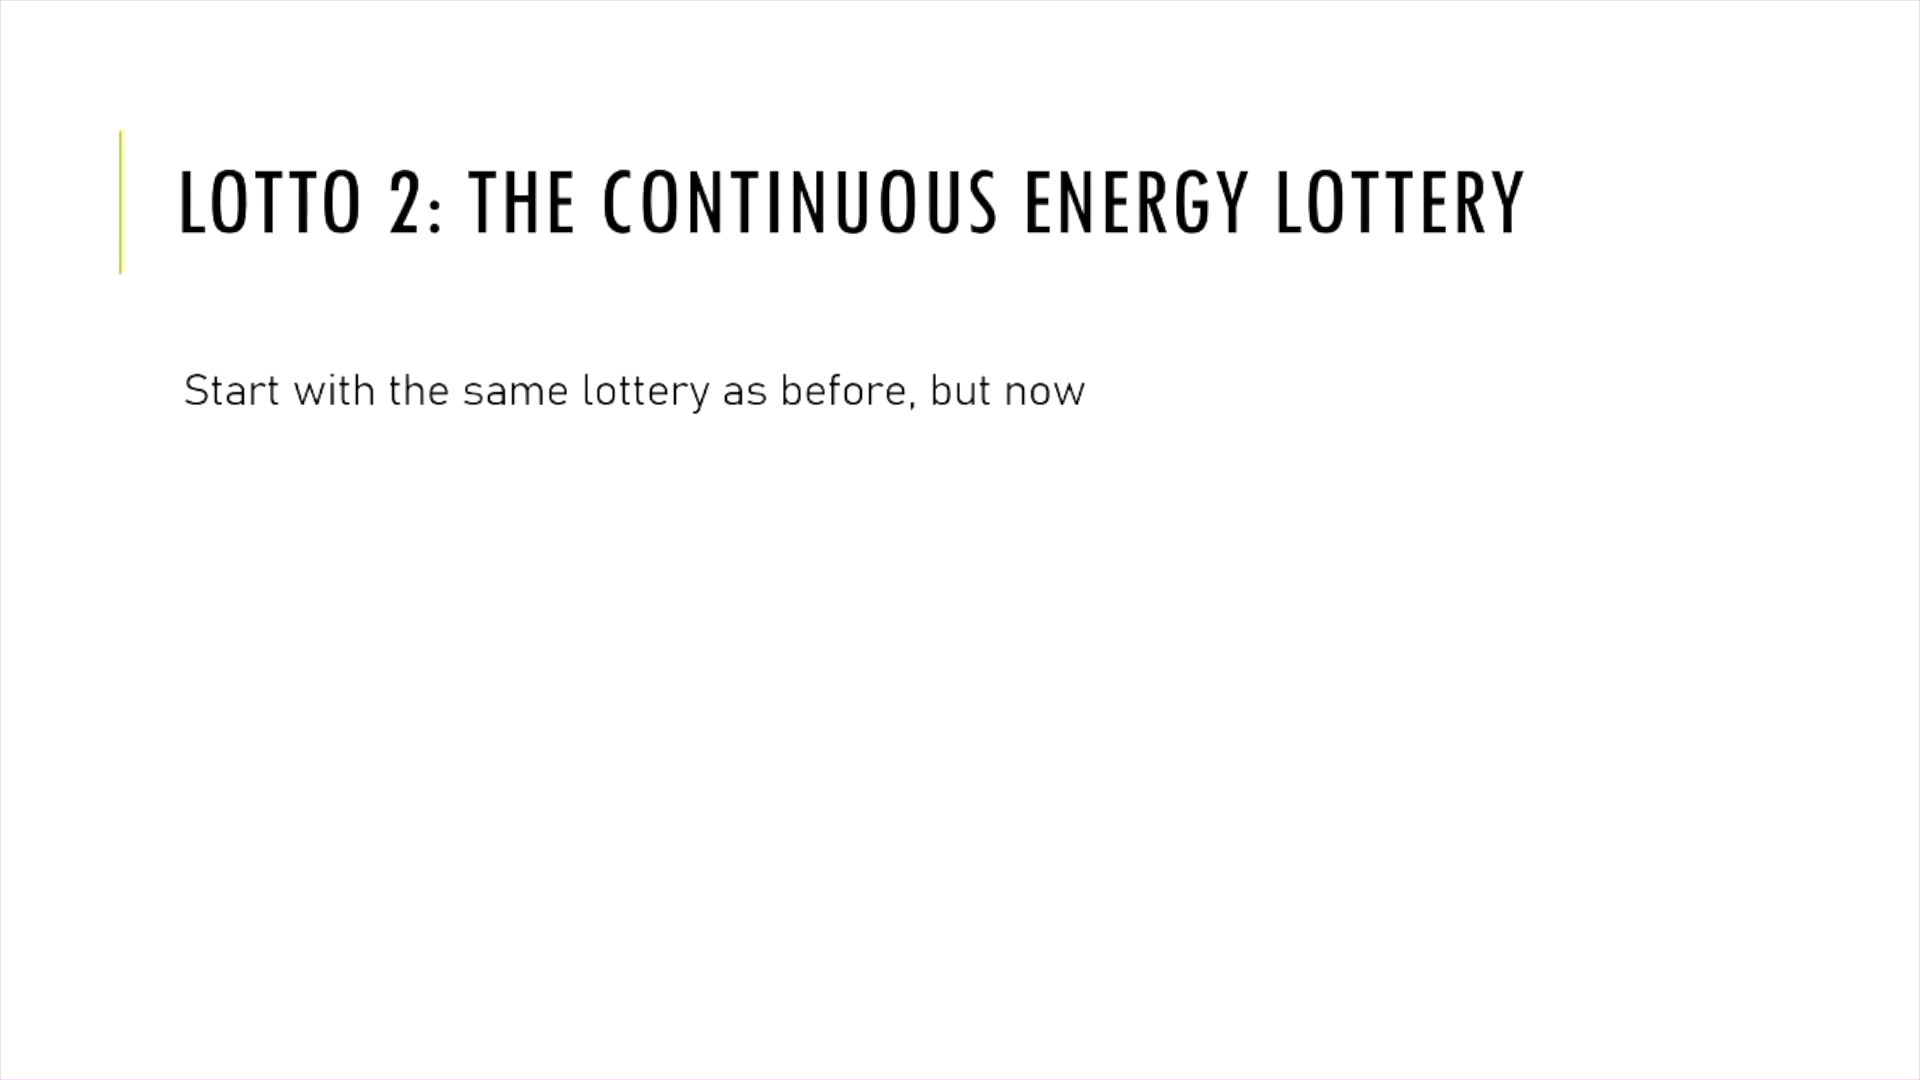 LOTTO 2: THE CONTINUOUS ENERGY LOTTERY
Start with the same lottery as before, but now